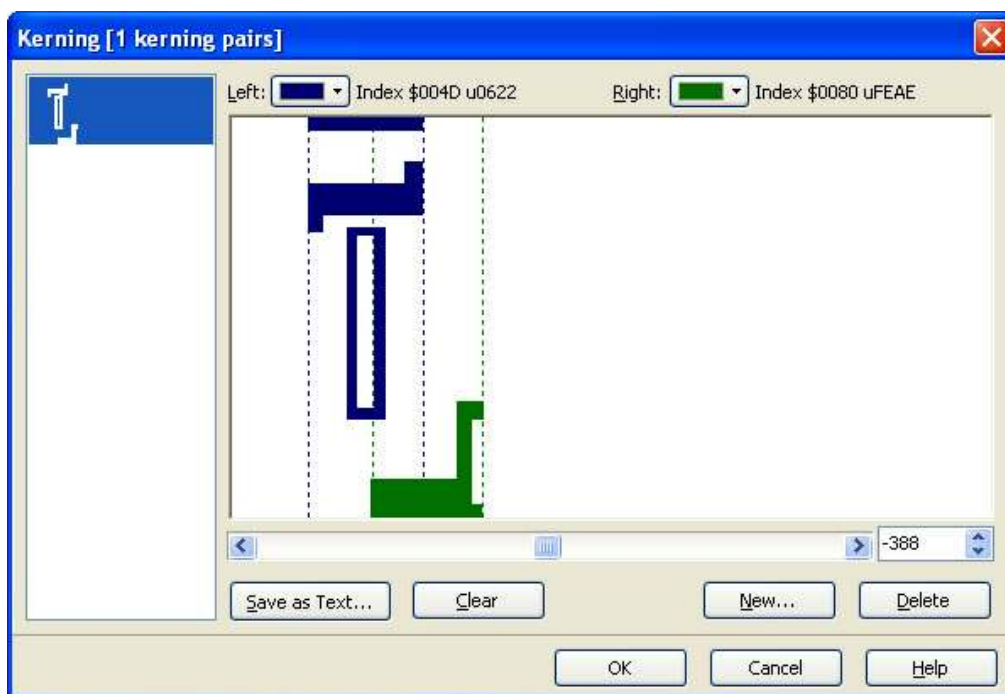 Kerning [1 kerning pairs]
Left: Index $004D u0622 Right: Index $0080 uFEAE
-388
Save as Text... Clear New... Delete
OK Cancel Help